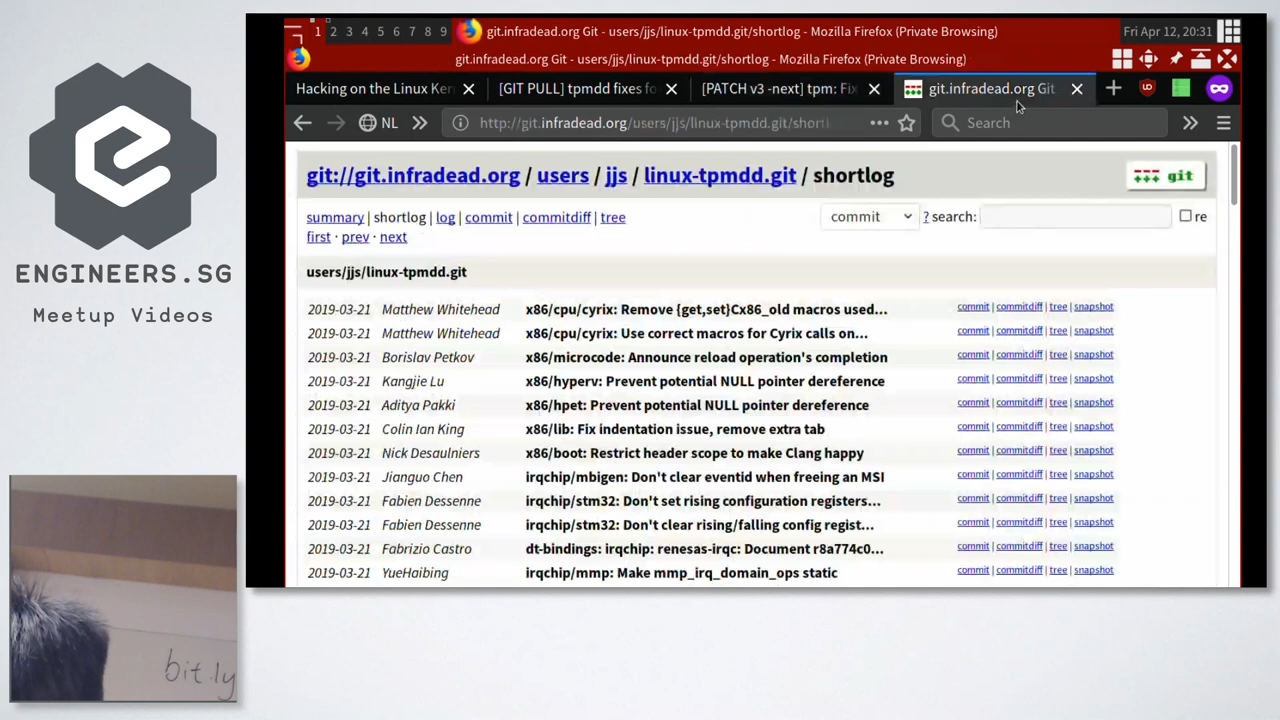 1 2 3 4 5 6 7 8 9 git.infradead.org Git - users/jjs/linux-tpmdd.git/shortlog - Mozilla Firefox (Private Browsing) Fri Apr 12, 20:31
git.infradead.org Git - users/jjs/linux-tpmdd.git/shortlog - Mozilla Firefox (Private Browsing)
Hacking on the Linux Ker [GIT PULL] tpmdd fixes fo [PATCH v3 -next] tpm: Fi git.infradead.org Git
NL http://git.infradead.org/users/jjs/linux-tpmdd.git/short Search
git://git.infradead.org / users / jjs / linux-tpmdd.git / shortlog git
summary | shortlog | log | commit | commitdiff | tree commit ? search: re
first · prev · next
users/jjs/linux-tpmdd.git
2019-03-21 Matthew Whitehead x86/cpu/cyrix: Remove {get,set}Cx86_old macros used... commit | commitdiff | tree | snapshot
2019-03-21 Matthew Whitehead x86/cpu/cyrix: Use correct macros for Cyrix calls on... commit | commitdiff | tree | snapshot
2019-03-21 Borislav Petkov x86/microcode: Announce reload operation's completion commit | commitdiff | tree | snapshot
2019-03-21 Kangjie Lu x86/hyperv: Prevent potential NULL pointer dereference commit | commitdiff | tree | snapshot
2019-03-21 Aditya Pakki x86/hpet: Prevent potential NULL pointer dereference commit | commitdiff | tree | snapshot
2019-03-21 Colin Ian King x86/lib: Fix indentation issue, remove extra tab commit | commitdiff | tree | snapshot
2019-03-21 Nick Desaulniers x86/boot: Restrict header scope to make Clang happy commit | commitdiff | tree | snapshot
2019-03-21 Jianguo Chen irqchip/mbigen: Don't clear eventid when freeing an MSI commit | commitdiff | tree | snapshot
2019-03-21 Fabien Dessenne irqchip/stm32: Don't set rising configuration registers... commit | commitdiff | tree | snapshot
2019-03-21 Fabien Dessenne irqchip/stm32: Don't clear rising/falling config regist... commit | commitdiff | tree | snapshot
2019-03-21 Fabrizio Castro dt-bindings: irqchip: renesas-irqc: Document r8a774c0... commit | commitdiff | tree | snapshot
2019-03-21 YueHaibing irqchip/mmp: Make mmp_irq_domain_ops static commit | commitdiff | tree | snapshot
ENGINEERS.SG
Meetup Videos
bit.ly